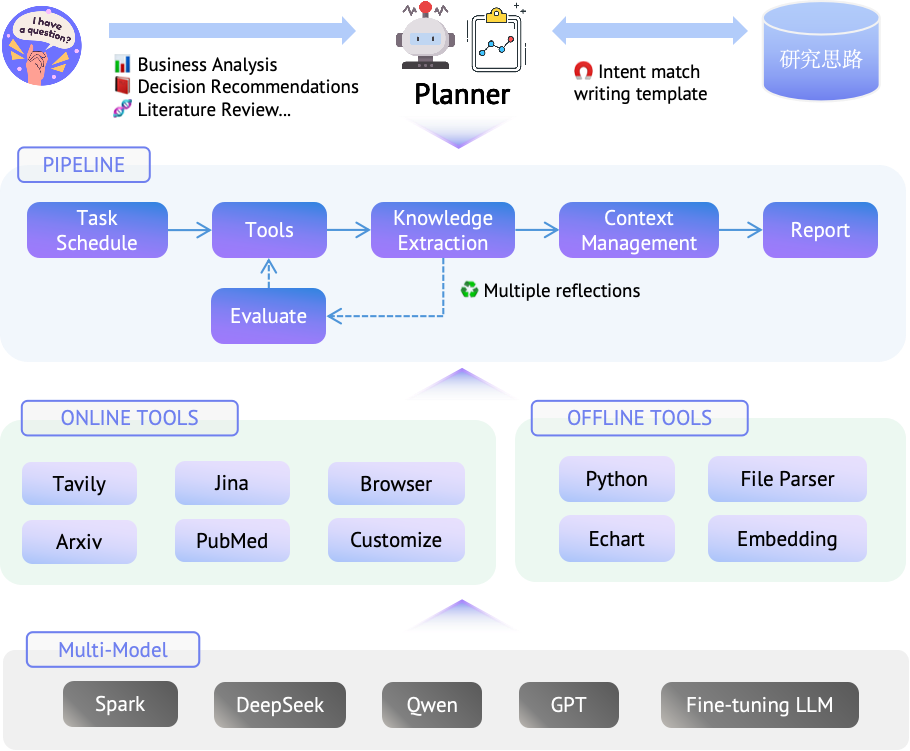 I have
a question?
Business Analysis
Decision Recommendations
Literature Review...
Planner
Intent match
writing template
研究思路
PIPELINE
Task
Schedule
Tools
Knowledge
Extraction
Context
Management
Report
Evaluate
Multiple reflections
ONLINE TOOLS
Tavily
Jina
Browser
Arxiv
PubMed
Customize
OFFLINE TOOLS
Python
File Parser
Echart
Embedding
Multi-Model
Spark
DeepSeek
Qwen
GPT
Fine-tuning LLM